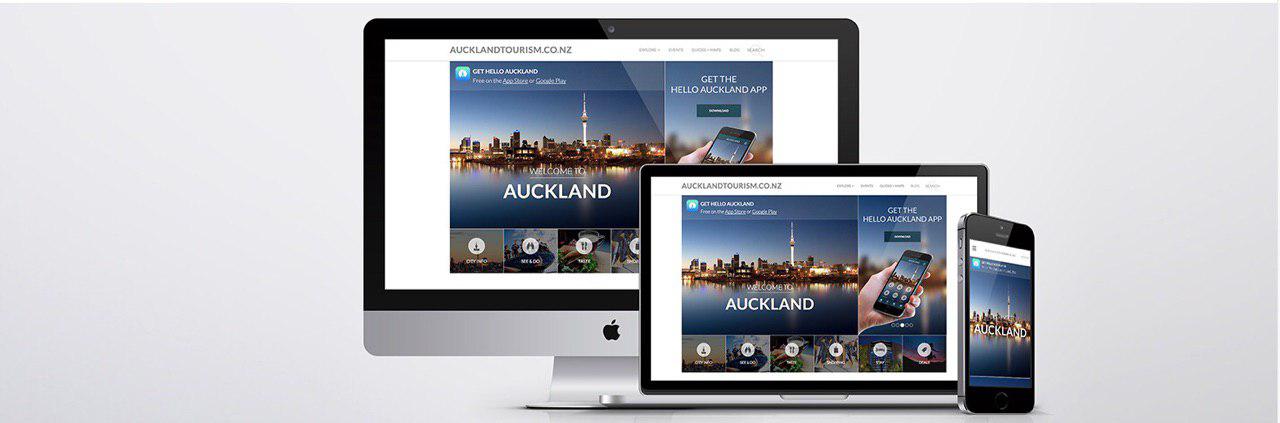 AUCKLANDTOURISM.CO.NZ
EXPLORE + EVENTS GUIDES + MAPS BLOG SEARCH
GET HELLO AUCKLAND
Free on the App Store or Google Play
GET THE
HELLO AUCKLAND APP
DOWNLOAD
WELCOME TO
AUCKLAND
CITY INFO SEE & DO TASTE
AUCKLANDTOURISM.CO.NZ
EXPLORE + EVENTS GUIDES + MAPS BLOG SEARCH
GET HELLO AUCKLAND
Free on the App Store or Google Play
GET THE
HELLO AUCKLAND APP
DOWNLOAD
WELCOME TO
AUCKLAND
CITY INFO SEE & DO TASTE SHOPPING STAY DEALS
GET HELLO AUCKLAND
AUCKLAND